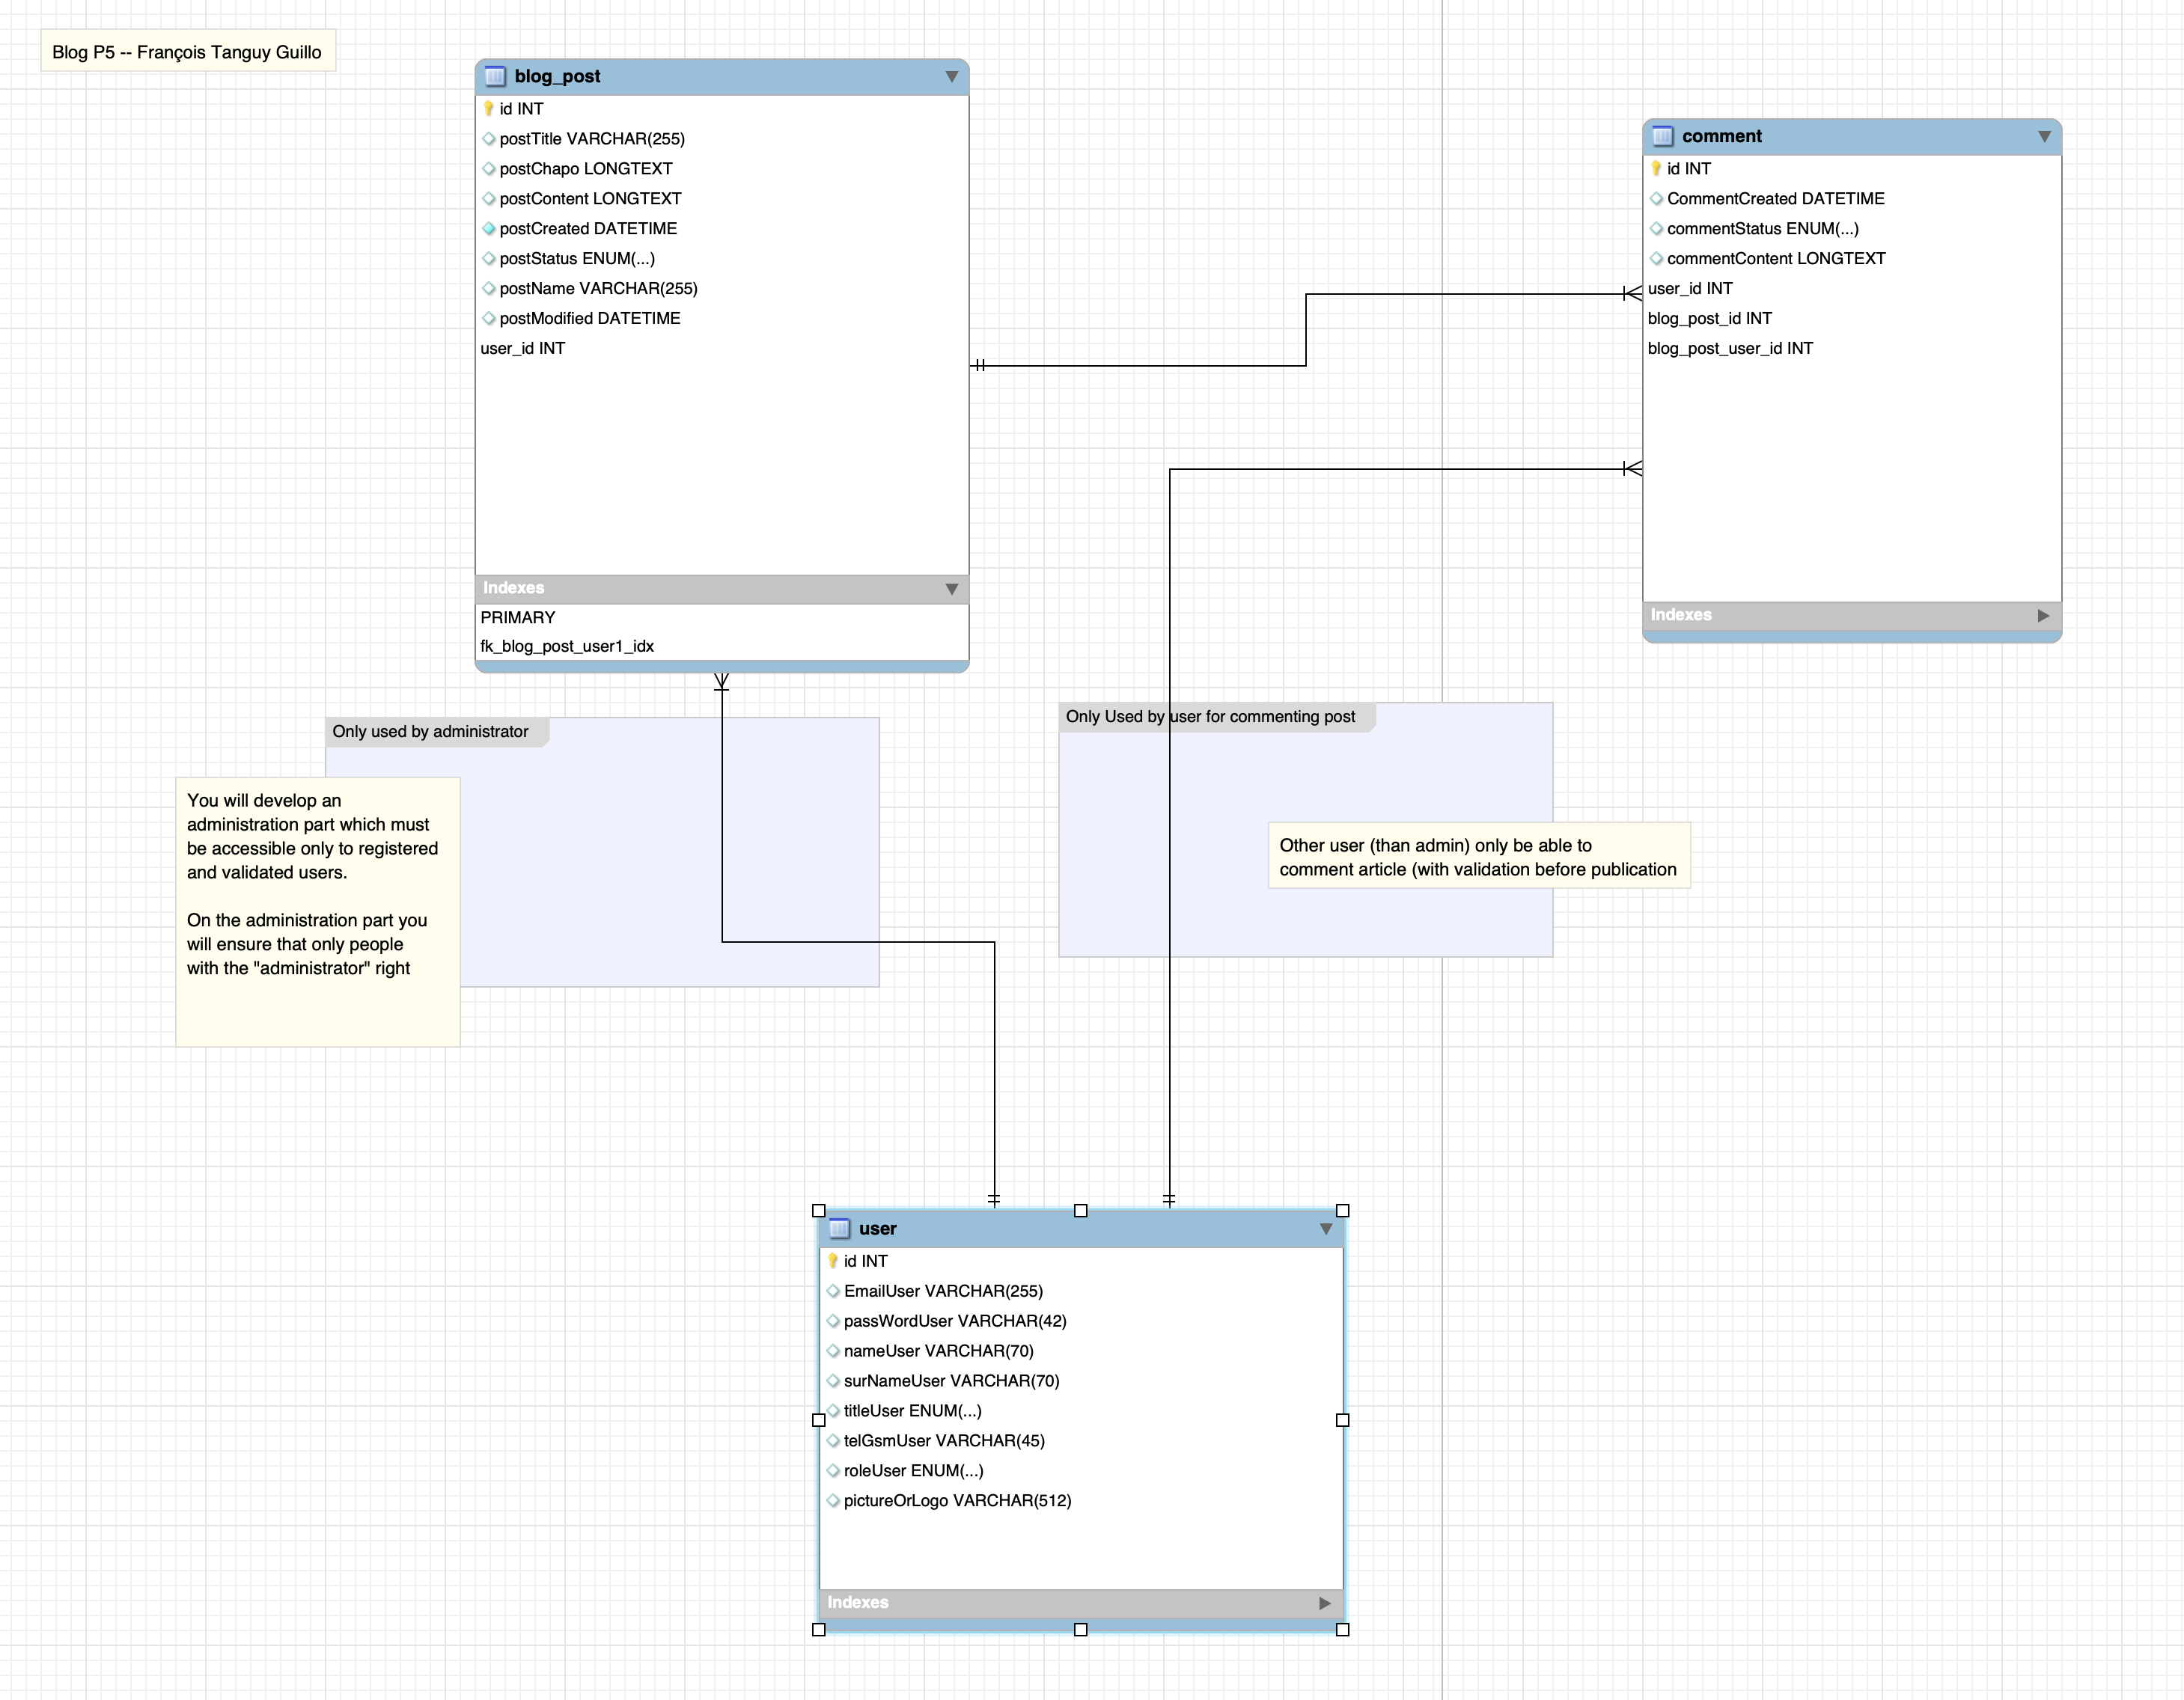 Blog P5 -- François Tanguy Guillo
blog_post
id INT
postTitle VARCHAR(255)
postChapo LONGTEXT
postContent LONGTEXT
postCreated DATETIME
postStatus ENUM(...)
postName VARCHAR(255)
postModified DATETIME
user_id INT
Indexes
PRIMARY
fk_blog_post_user1_idx
comment
id INT
CommentCreated DATETIME
commentStatus ENUM(...)
commentContent LONGTEXT
user_id INT
blog_post_id INT
blog_post_user_id INT
Indexes
Only used by administrator
You will develop an
administration part which must
be accessible only to registered
and validated users.
On the administration part you
will ensure that only people
with the "administrator" right
Only Used by user for commenting post
Other user (than admin) only be able to
comment article (with validation before publication
user
id INT
EmailUser VARCHAR(255)
passWordUser VARCHAR(42)
nameUser VARCHAR(70)
surNameUser VARCHAR(70)
titleUser ENUM(...)
telGsmUser VARCHAR(45)
roleUser ENUM(...)
pictureOrLogo VARCHAR(512)
Indexes